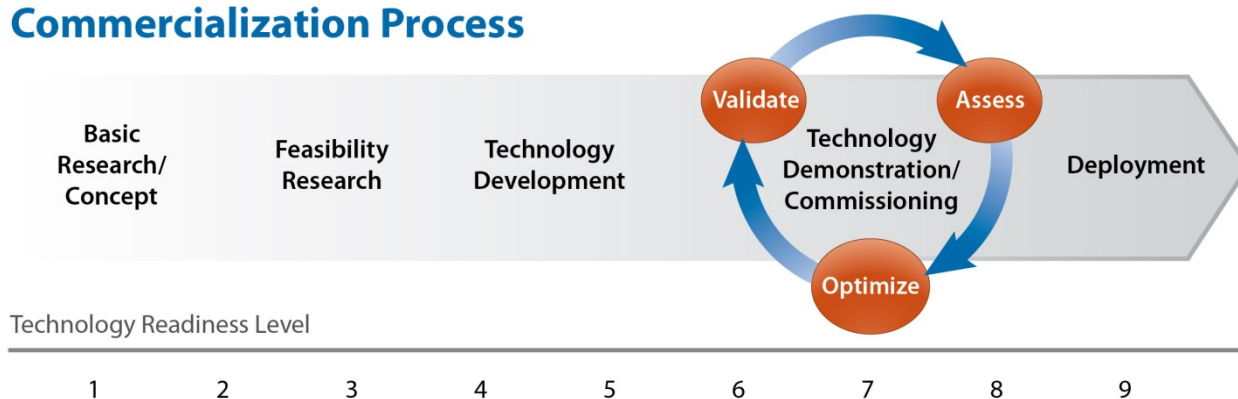 Commercialization Process
Basic
Research/
Concept
Feasibility
Research
Technology
Development
Validate
Assess
Technology
Demonstration/
Commissioning
Optimize
Deployment
Technology Readiness Level
1 2 3 4 5 6 7 8 9